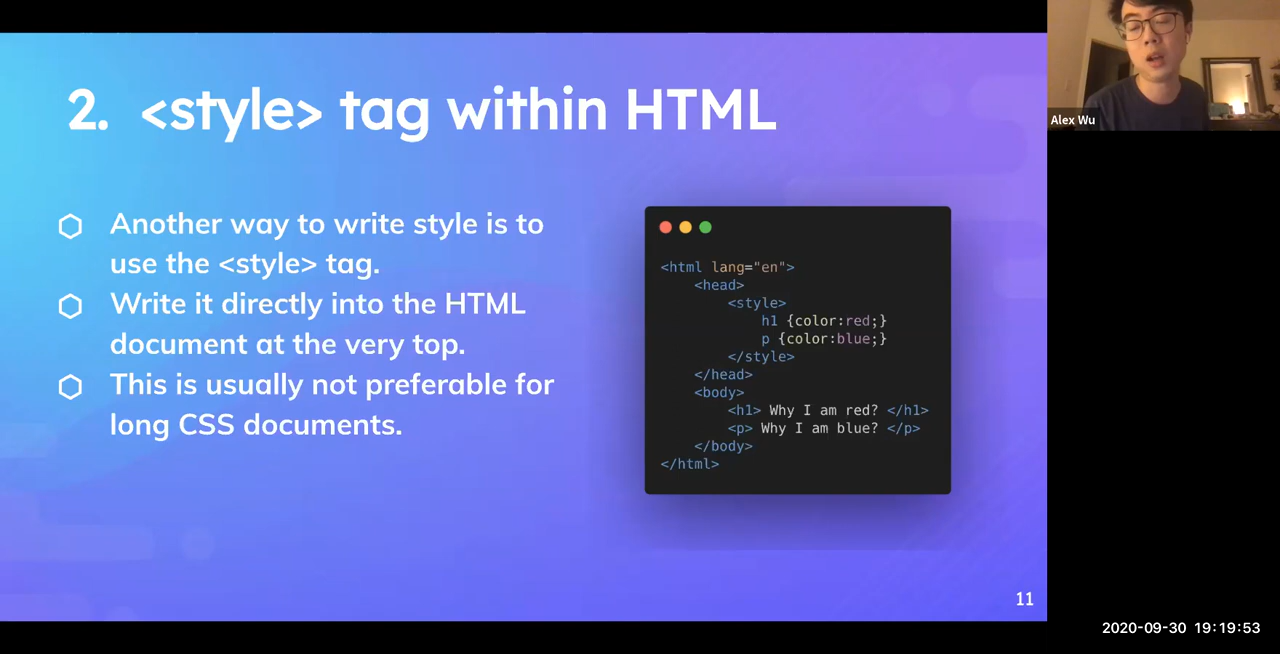 2. <style> tag within HTML
Another way to write style is to
use the <style> tag.
Write it directly into the HTML
document at the very top.
This is usually not preferable for
long CSS documents.
<html lang="en">
<head>
<style>
h1 {color:red;}
p {color:blue;}
</style>
</head>
<body>
<h1> Why I am red? </h1>
<p> Why I am blue? </p>
</body>
</html>
11
Alex Wu
2020-09-30 19:19:53